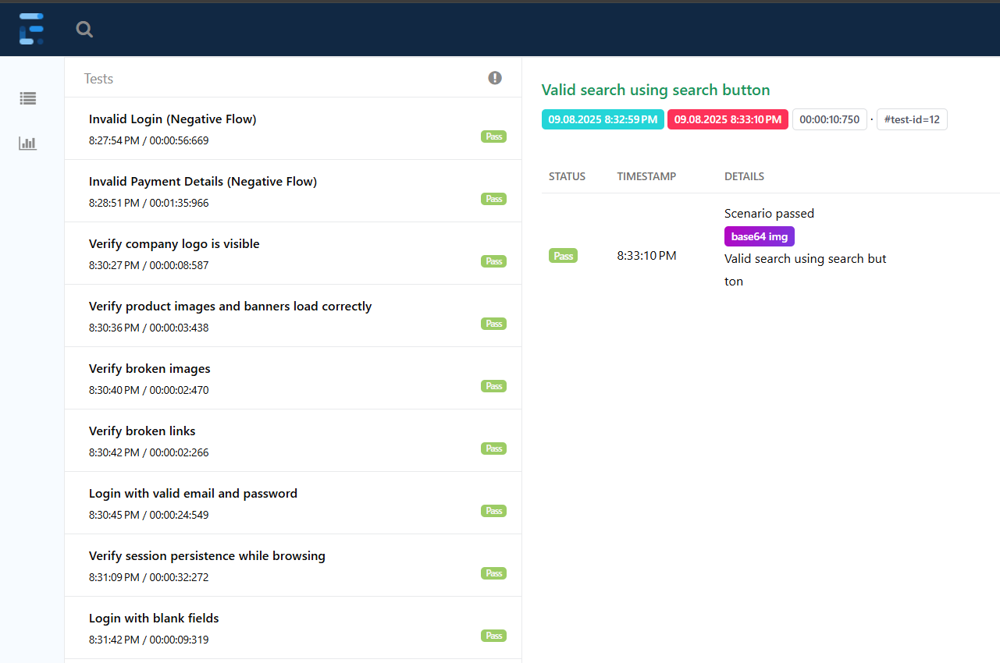 Tests
Invalid Login (Negative Flow)
8:27:54 PM / 00:00:56:669
Pass
Invalid Payment Details (Negative Flow)
8:28:51 PM / 00:01:35:966
Pass
Verify company logo is visible
8:30:27 PM / 00:00:08:587
Pass
Verify product images and banners load correctly
8:30:36 PM / 00:00:03:438
Pass
Verify broken images
8:30:40 PM / 00:00:02:470
Pass
Verify broken links
8:30:42 PM / 00:00:02:266
Pass
Login with valid email and password
8:30:45 PM / 00:00:24:549
Pass
Verify session persistence while browsing
8:31:09 PM / 00:00:32:272
Pass
Login with blank fields
8:31:42 PM / 00:00:09:319
Pass
Valid search using search button
09.08.2025 8:32:59 PM 09.08.2025 8:33:10 PM 00:00:10:750 · #test-id=12
STATUS TIMESTAMP DETAILS
Scenario passed
base64 img
Pass 8:33:10 PM Valid search using search but
ton